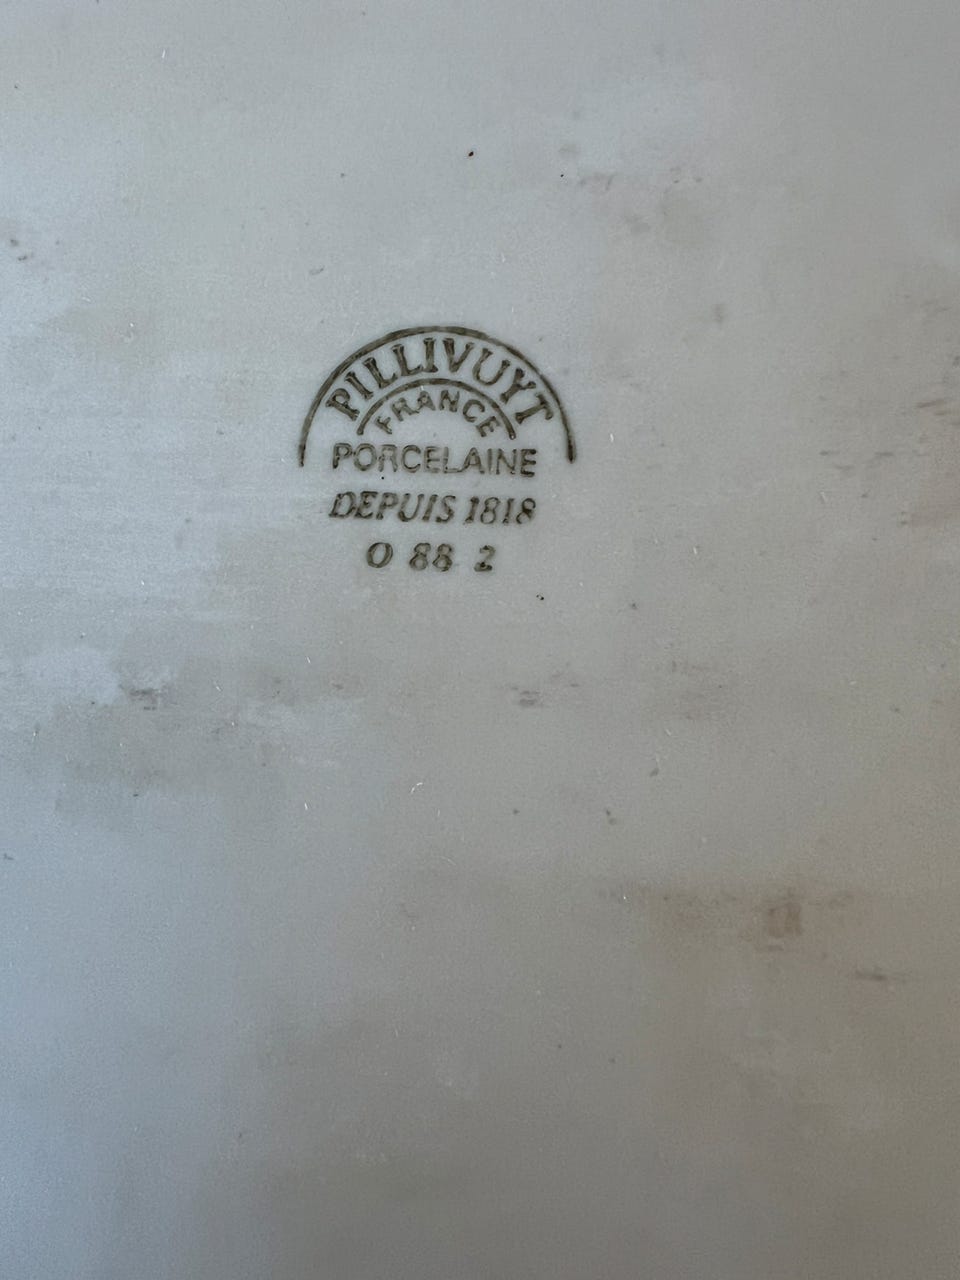 PILLIVUYT
FRANCE
PORCELAINE
DEPUIS 1818
O 88 2